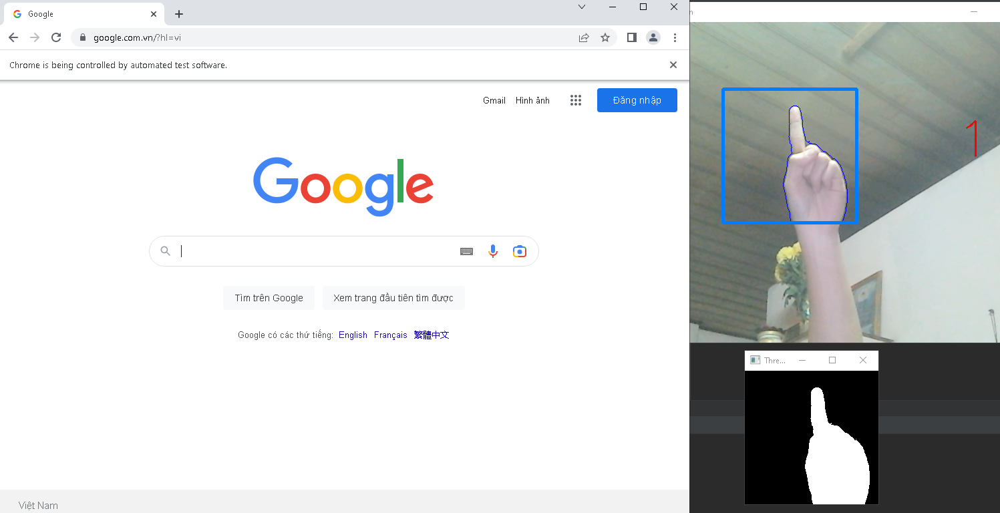 Google
google.com.vn/?hl=vi
Chrome is being controlled by automated test software.
Gmail Hình ảnh Đăng nhập
Google
Tìm trên Google Xem trang đầu tiên tìm được
Google có các thứ tiếng: English Français 繁體中文
Việt Nam
n
1
Thre...